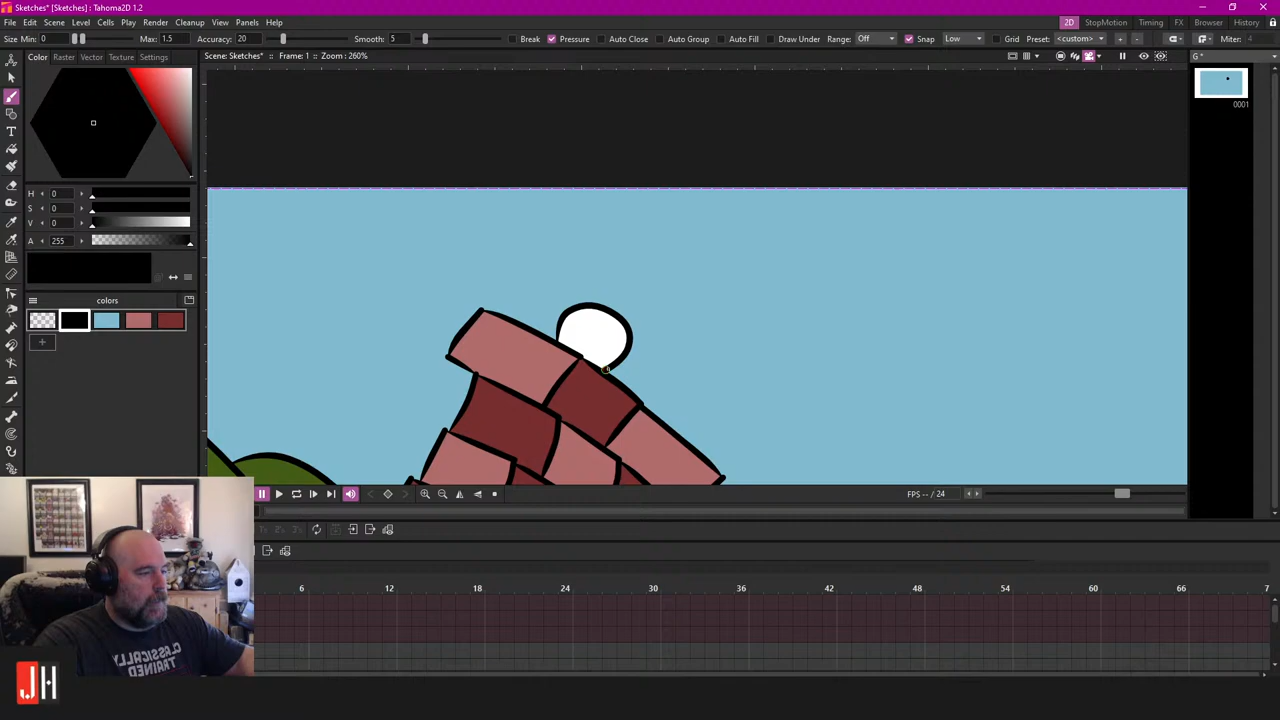 Sketches* [Sketches] : Tahoma2D 1.2
File Edit Scene Level Cells Draw Play Render Cleanup View Panels Help
2D StopMotion Timing FX Browser History
Size Min: 0 Max: 1.5 Accuracy: 20 Smooth: 5 Break Pressure Auto Close Auto Group Auto Fill Draw Under Range: Off Snap Low Grid Preset: <custom> + - Miter: 4
Color Raster Vector Texture Settings
Scene: Sketches* :: Frame: 1 :: Zoom : 260%
G*
0001
H 0
S 0
V 0
A 255
colors
FPS -- / 24
6 12 18 24 30 36 42 48 54 60 66 7
CLASSICALLY
TRAINED
JH